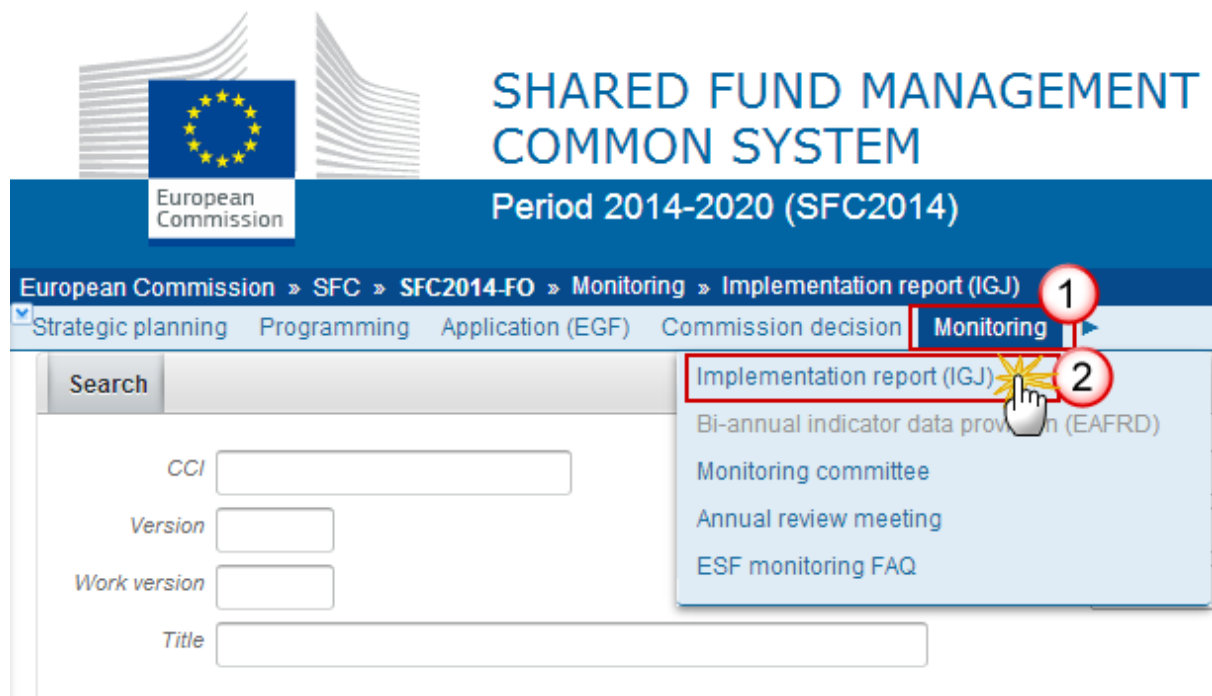 SHARED FUND MANAGEMENT
COMMON SYSTEM
European
Commission
Period 2014-2020 (SFC2014)
European Commission » SFC » SFC2014-FO » Monitoring » Implementation report (IGJ)
1
Strategic planning Programming Application (EGF) Commission decision Monitoring
Search
Implementation report (IGJ)
2
Bi-annual indicator data (EAFRD)
CCI
Monitoring committee
Version
Annual review meeting
Work version
ESF monitoring FAQ
Title